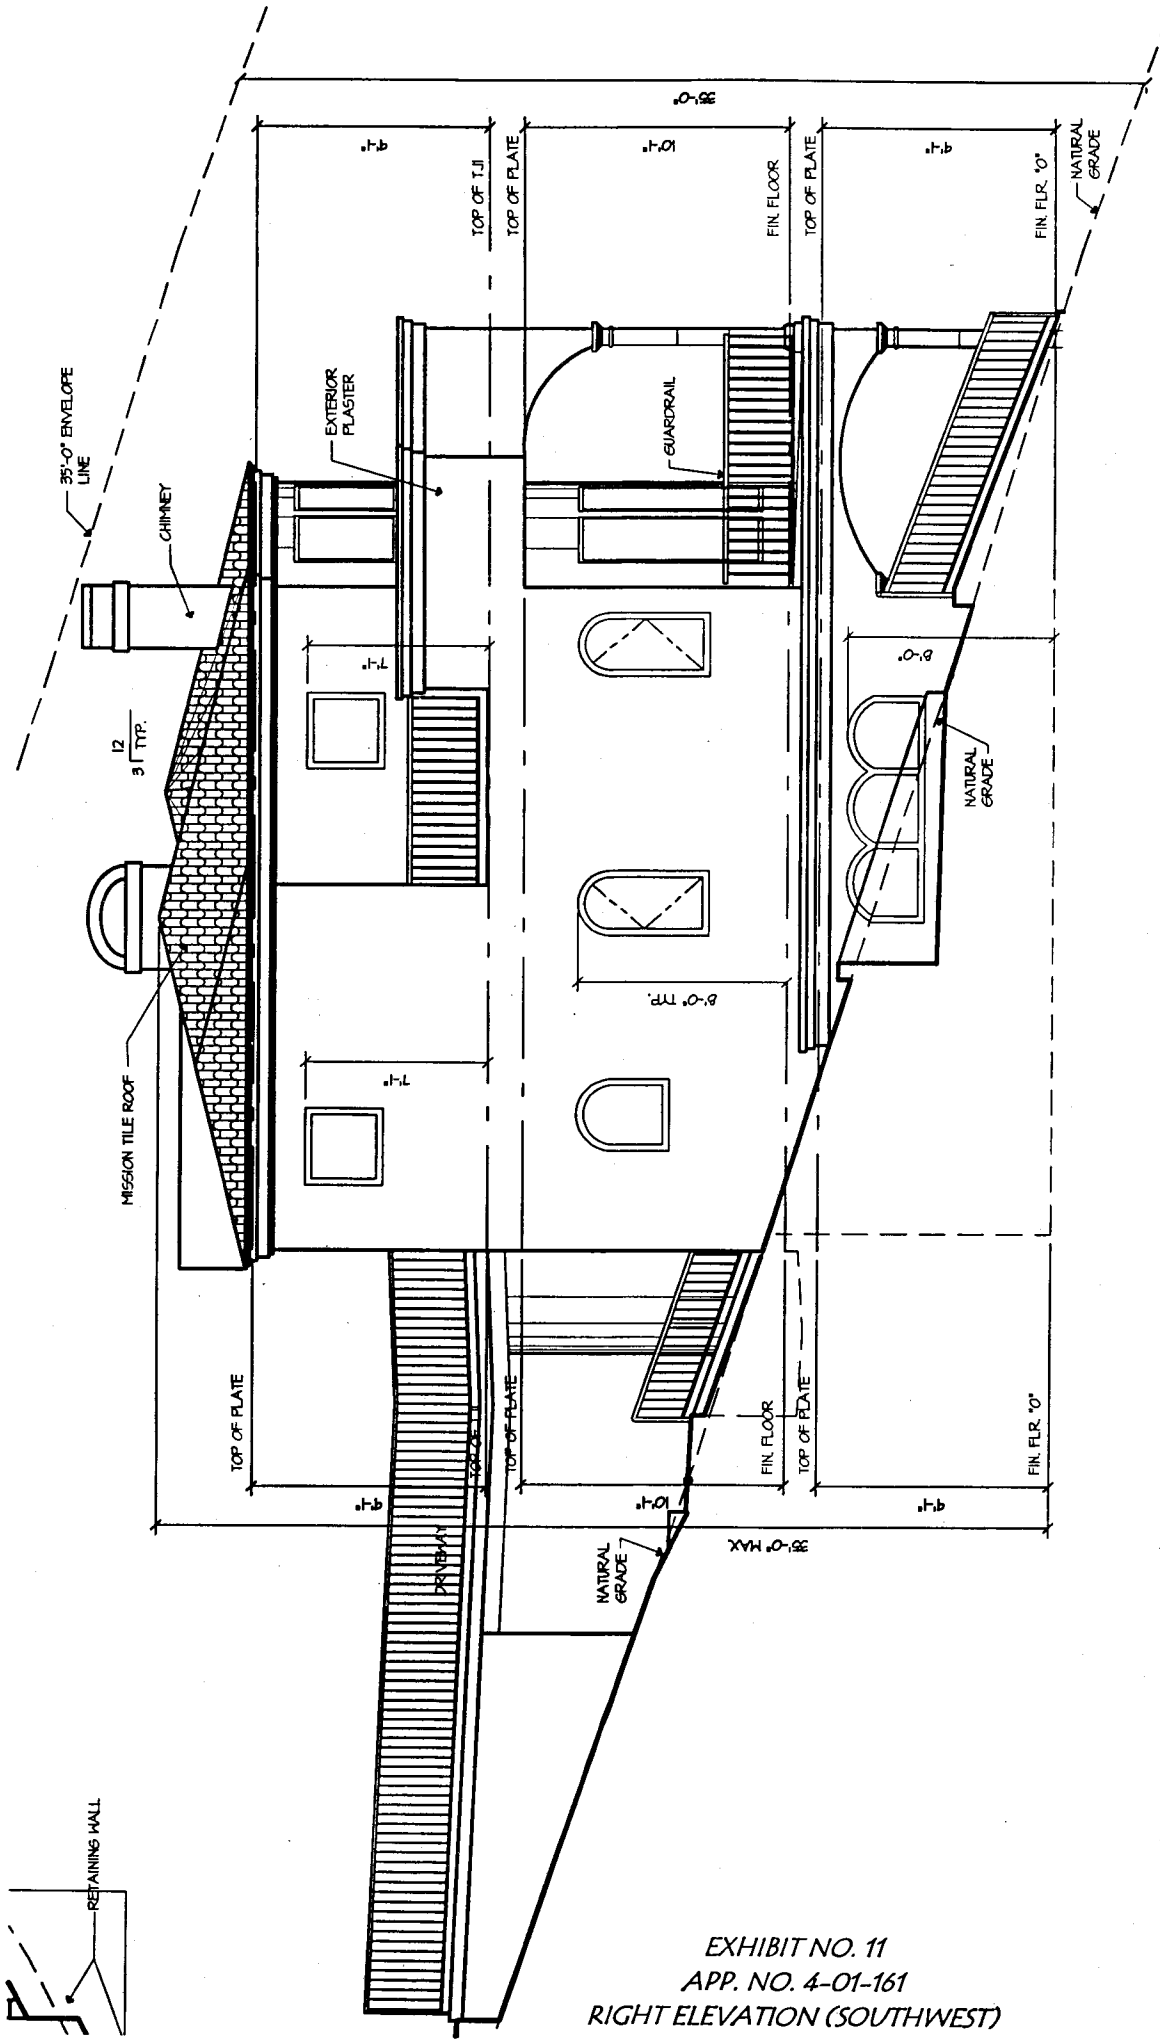 RETAINING WALL
35'-0" ENVELOPE
LINE
CHIMNEY
12
3
TYP.
MISSION TILE ROOF
EXTERIOR
PLASTER
GUARDRAIL
35'-0"
9'-1"
10'-1"
9'-1"
TOP OF TJI
TOP OF PLATE
FIN. FLOOR
TOP OF PLATE
FIN. FLR. "0"
NATURAL
GRADE
7'-1"
7'-1"
8'-0" TYP.
8'-0"
NATURAL
GRADE
TOP OF PLATE
TOP OF TJI
TOP OF PLATE
FIN. FLOOR
TOP OF PLATE
FIN. FLR. "0"
9'-1"
10'-1"
9'-1"
35'-0" MAX.
DRIVEWAY
NATURAL
GRADE
EXHIBIT NO. 11
APP. NO. 4-01-161
RIGHT ELEVATION (SOUTHWEST)